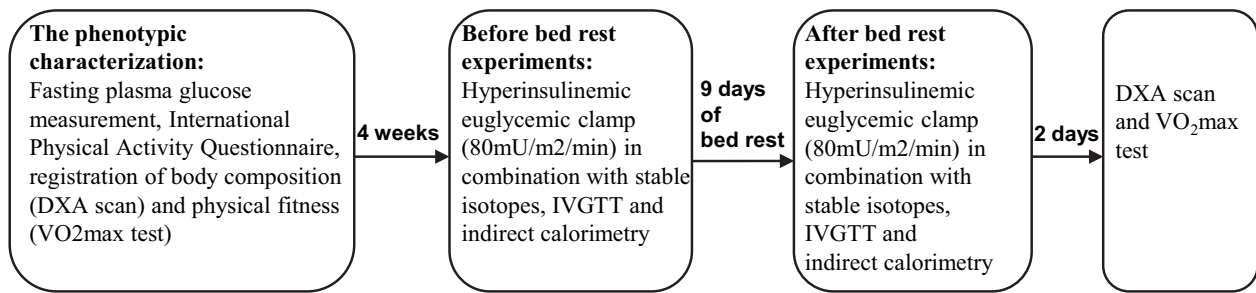 The phenotypic
characterization:
Fasting plasma glucose
measurement, International
Physical Activity Questionnaire,
registration of body composition
(DXA scan) and physical fitness
(VO2max test)
4 weeks
Before bed rest
experiments:
Hyperinsulinemic
euglycemic clamp
(80mU/m2/min) in
combination with stable
isotopes, IVGTT and
indirect calorimetry
9 days
of
bed rest
After bed rest
experiments:
Hyperinsulinemic
euglycemic clamp
(80mU/m2/min) in
combination with
stable isotopes,
IVGTT and
indirect calorimetry
2 days
DXA scan
and VO₂max
test